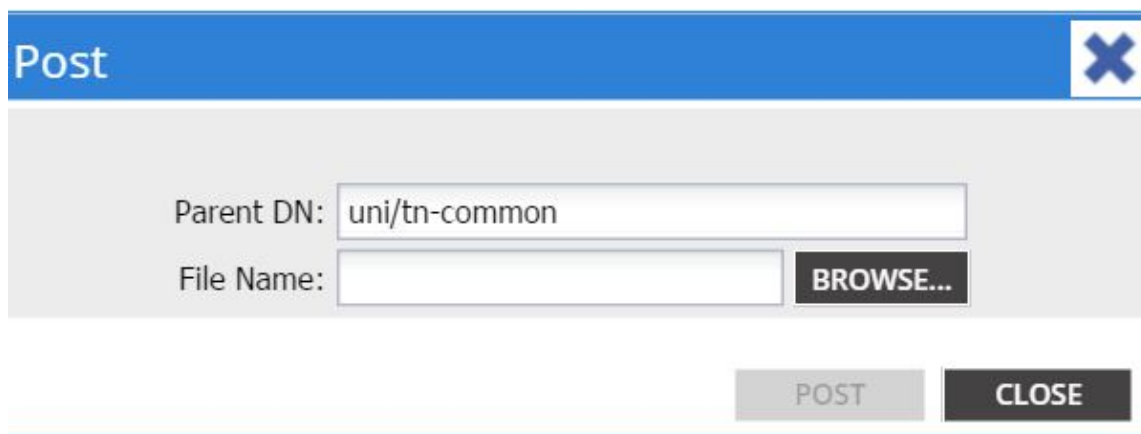 Post
Parent DN: uni/tn-common
File Name: BROWSE...
POST CLOSE